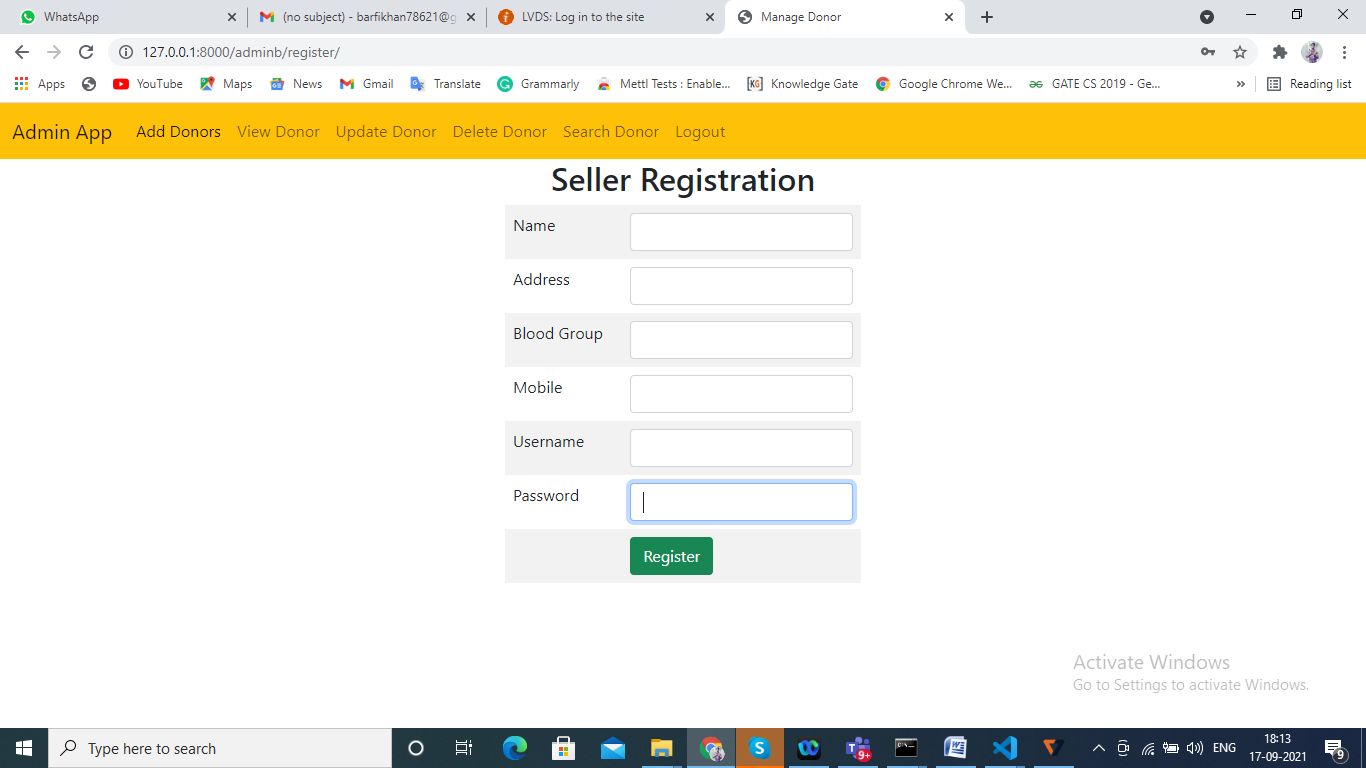 WhatsApp
(no subject) - barfikhan78621@g
LVDS: Log in to the site
Manage Donor
127.0.0.1:8000/adminb/register/
Apps YouTube Maps News Gmail Translate Grammarly Mettl Tests : Enable... Knowledge Gate Google Chrome We... GATE CS 2019 - Ge... » Reading list
Admin App Add Donors View Donor Update Donor Delete Donor Search Donor Logout
Seller Registration
Name
Address
Blood Group
Mobile
Username
Password
Register
Activate Windows
Go to Settings to activate Windows.
Type here to search
9+
ENG
18:13
17-09-2021
9